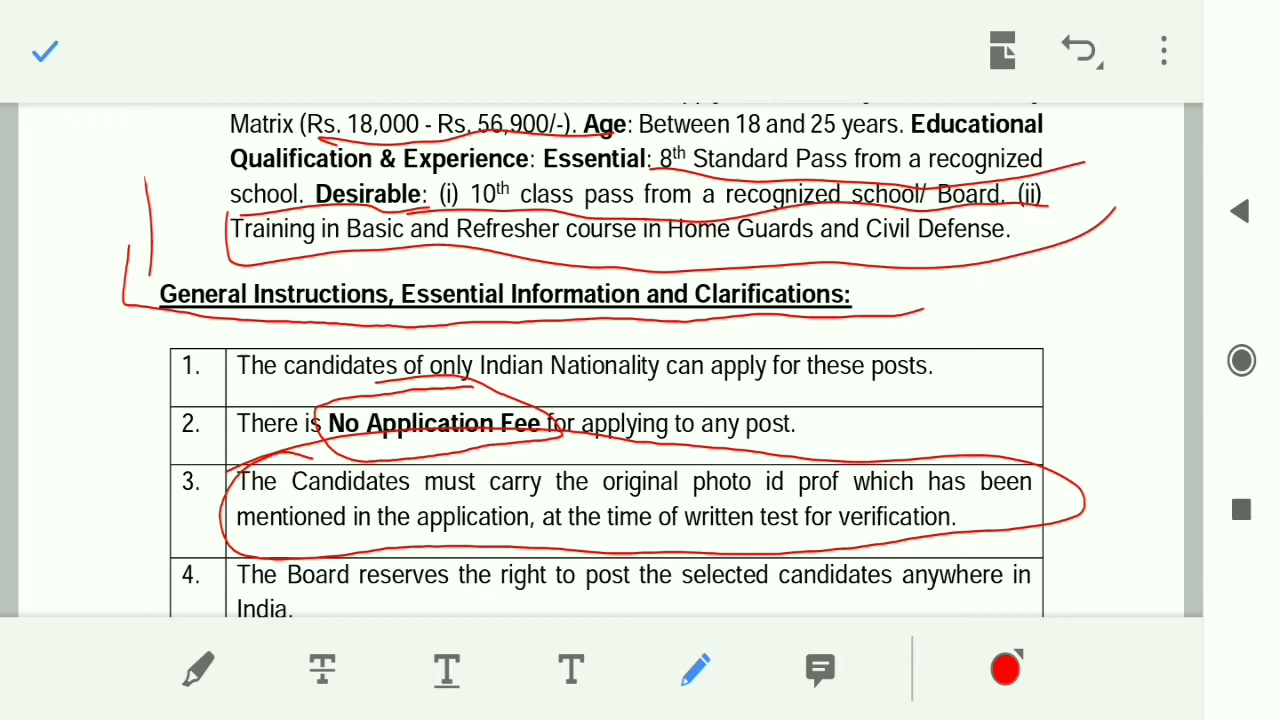 Matrix (Rs. 18,000 - Rs. 56,900/-). Age: Between 18 and 25 years. Educational
Qualification & Experience: Essential: 8th Standard Pass from a recognized
school. Desirable: (i) 10th class pass from a recognized school/ Board. (ii)
Training in Basic and Refresher course in Home Guards and Civil Defense.
General Instructions, Essential Information and Clarifications:
1. The candidates of only Indian Nationality can apply for these posts.
2. There is No Application Fee for applying to any post.
3. The Candidates must carry the original photo id prof which has been
mentioned in the application, at the time of written test for verification.
4. The Board reserves the right to post the selected candidates anywhere in
India.